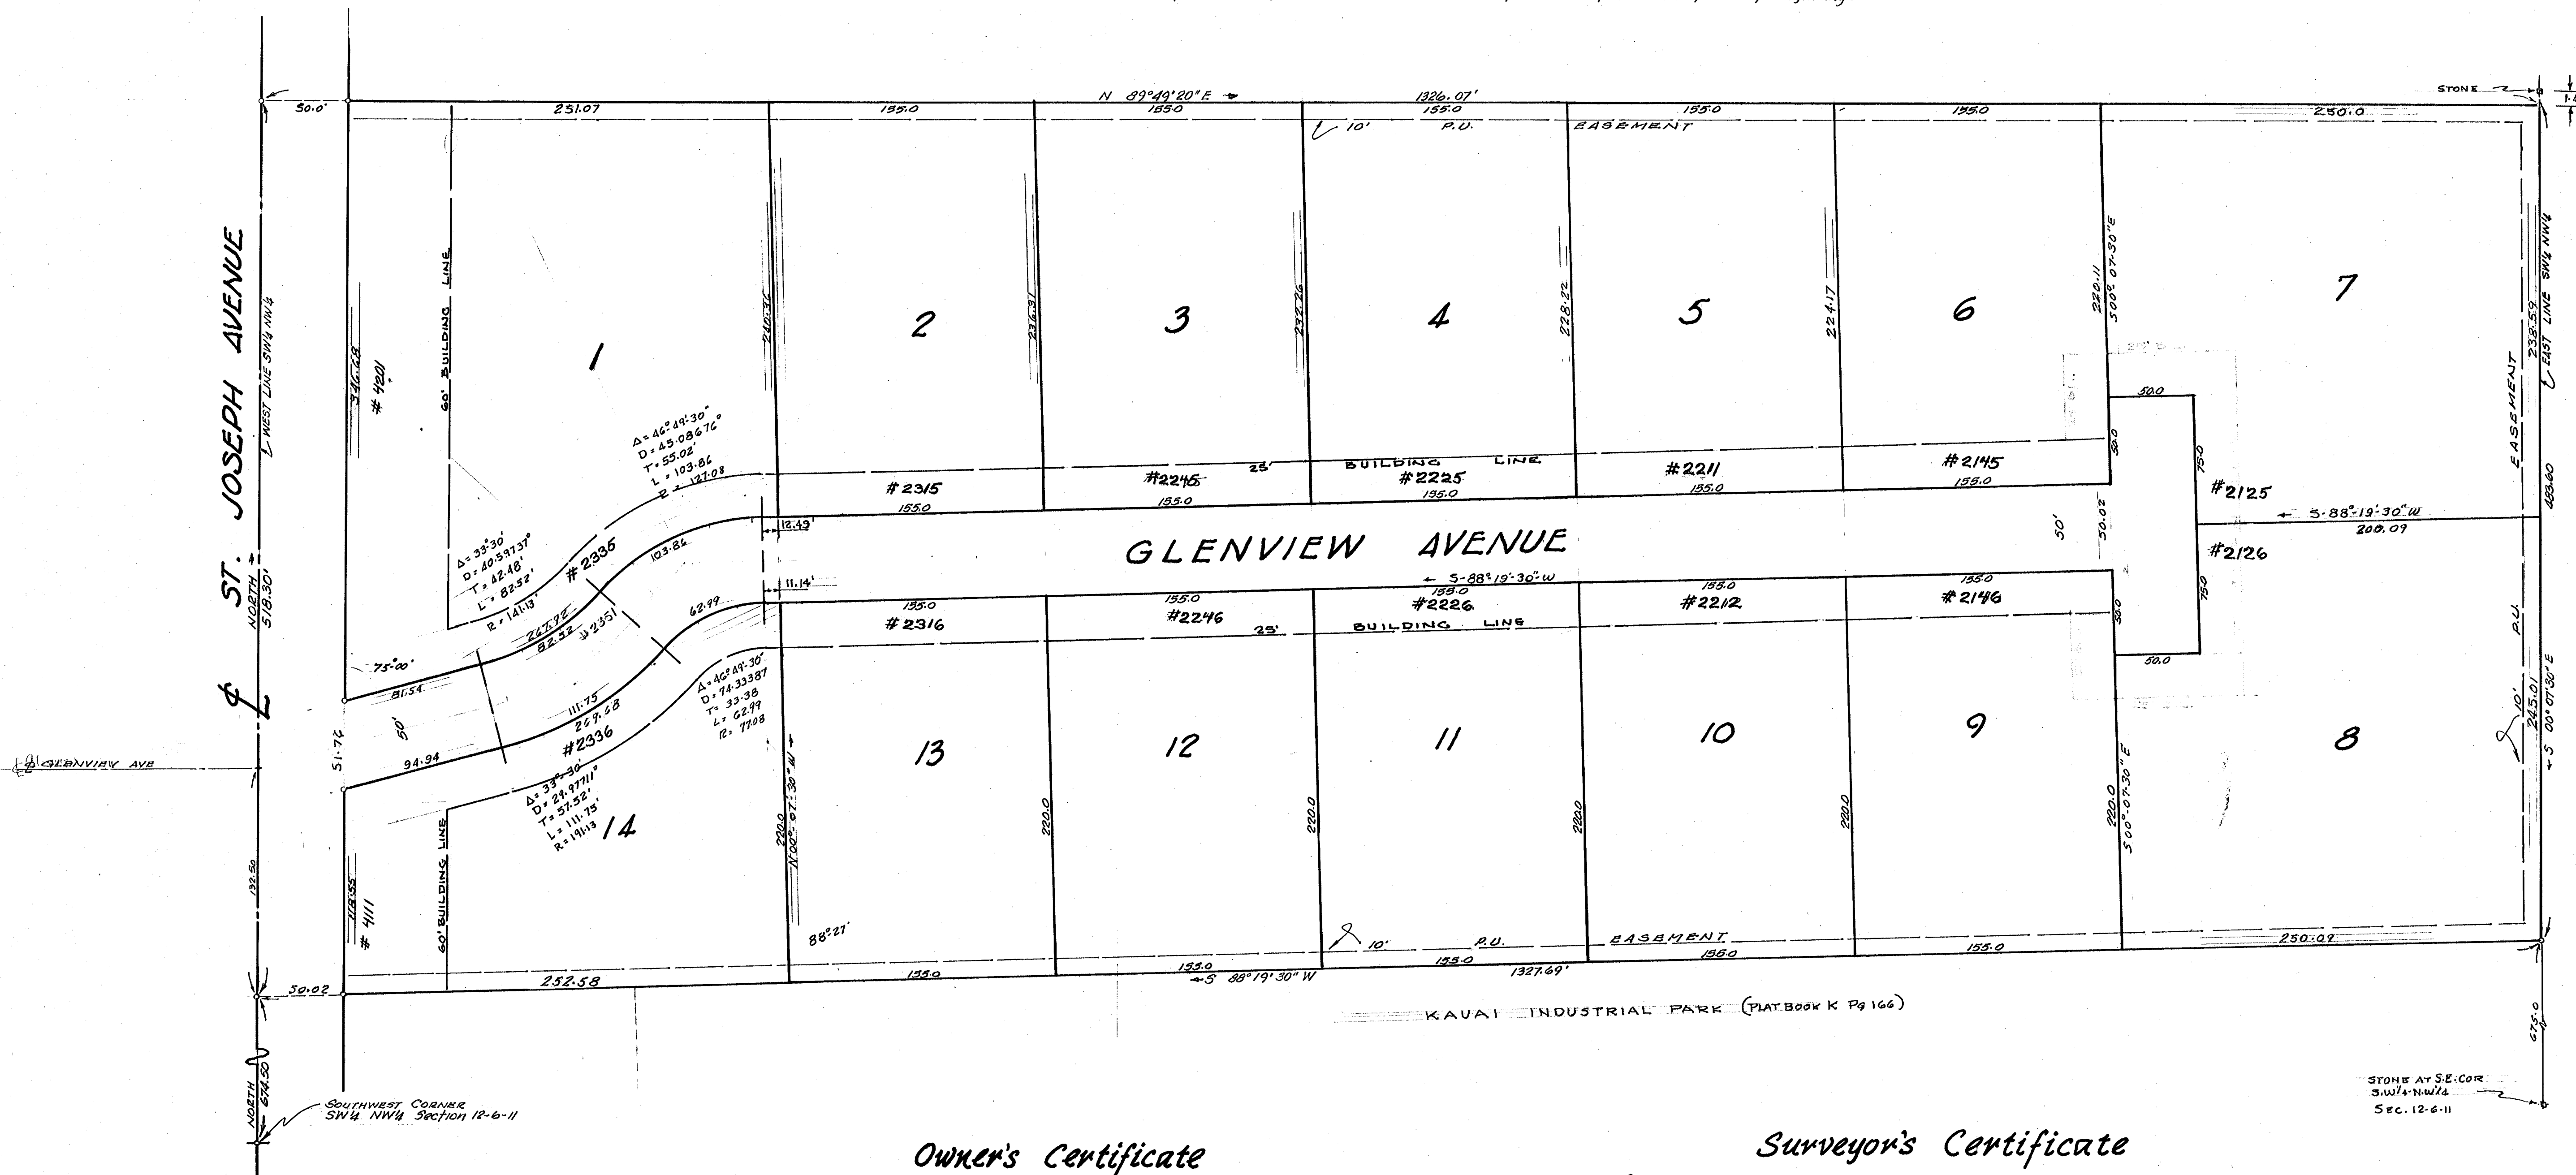 50.0'
251.07
155.0
N 89°49'20" E
155.0
1326.07'
155.0
155.0
155.0
250.0
STONE
10' P.U. EASEMENT
ST. JOSEPH AVENUE
NORTH
518.30'
WEST LINE SW¼ NW¼
346.68
# 4201
60' BUILDING LINE
1
240.36
2
236.31
3
232.26
4
228.22
5
224.17
6
220.11
S 00°-07'-30" E
7
EASEMENT
238.59
EAST LINE SW¼ NW¼
Δ = 46°-49'-30"
D = 45.08676°
T = 55.02'
L = 103.86
R = 127.08
Δ = 33°30'
D = 40.59737°
T = 42.48'
L = 82.52'
R = 141.13'
#2335
103.86
12.49'
#2315
155.0
#2245
155.0
25' BUILDING LINE
#2225
155.0
#2211
155.0
#2145
155.0
50.0
50.0
75.0
#2125
483.60
S-88°-19'-30" W
200.09
50'
50.02
#2126
75.0
GLENVIEW AVENUE
S-88°-19'-30"-W
75°00'
81.54
267.92
82.52
#2351
62.99
11.14'
155.0
#2316
155.0
#2246
155.0
#2226
155.0
#2212
155.0
#2146
25' BUILDING LINE
50.0
50.0
51.76
50'
94.94
111.75
269.68
#2336
Δ = 46°49'-30"
D = 74.33387
T = 33.38
L = 62.99
R = 77.08
Δ = 33°-30'
D = 29.97711°
T = 57.52'
L = 111.75'
R = 191.13
14
13
12
11
10
9
8
GLENVIEW AVE
132.50
118.55
# 4111
60' BUILDING LINE
220.0
N 00°-07'-30" W
88°-27'
220.0
220.0
220.0
220.0
220.0
S 00°-07'-30" E
P.U.
10'
245.01
S 00° 07'30" E
10' P.U. EASEMENT
50.02
252.58
155.0
155.0
S 88° 19' 30" W
155.0
1327.69'
155.0
155.0
250.09
KAUAI INDUSTRIAL PARK (PLAT BOOK K Pg 166)
NORTH
674.50
675.0
SOUTHWEST CORNER
SW¼ NW¼ Section 12-6-11
STONE AT S.E. COR
S.W¼-N.W¼
SEC. 12-6-11
Owner's Certificate
Surveyor's Certificate